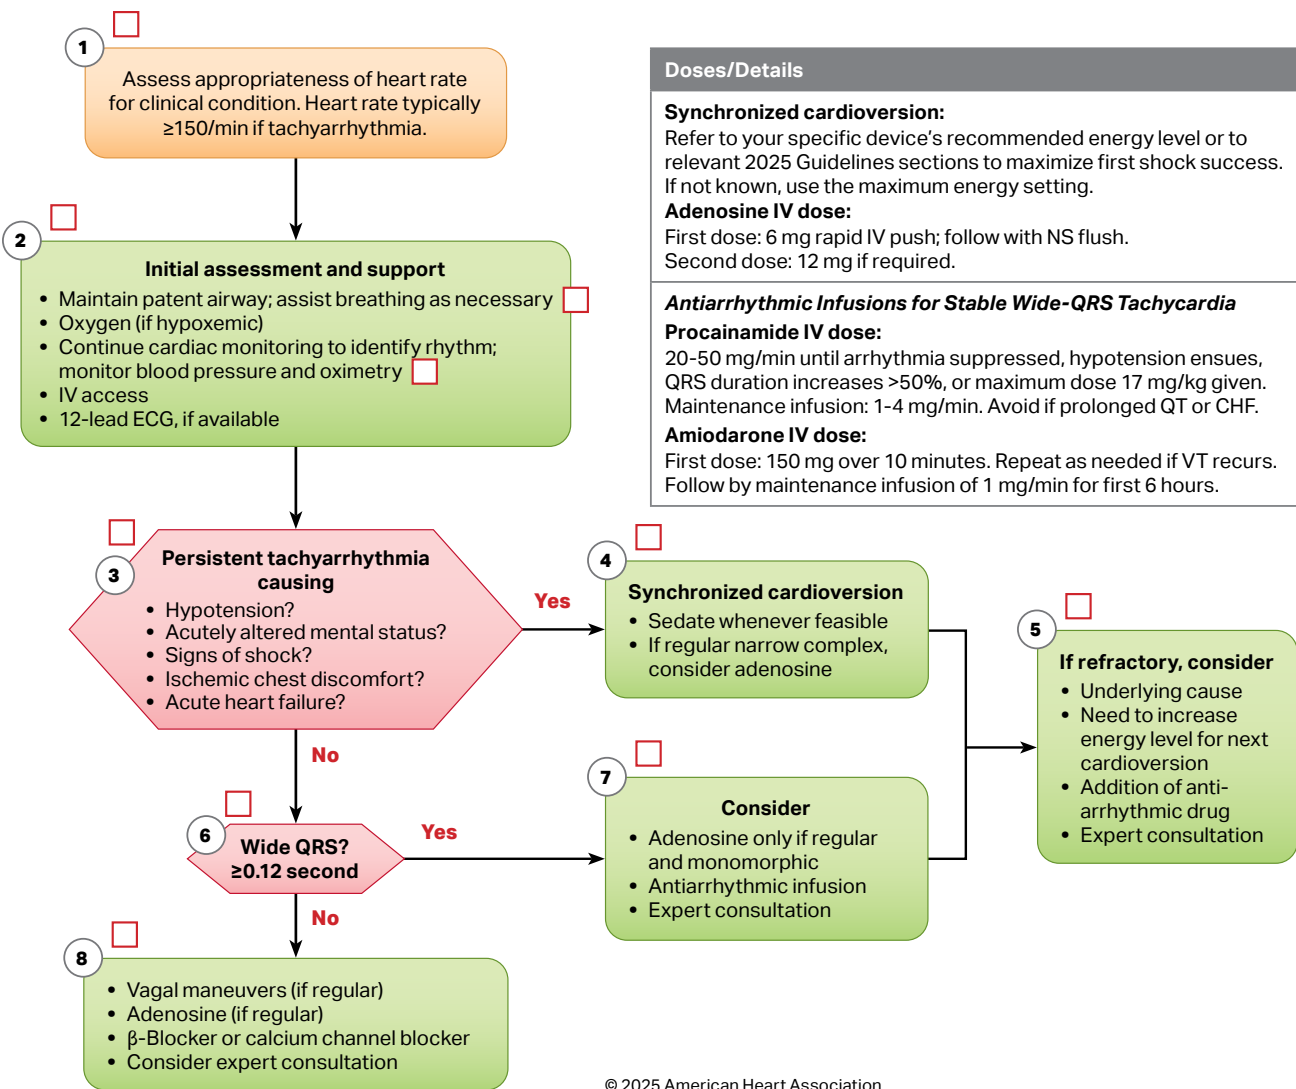 1
Assess appropriateness of heart rate
for clinical condition. Heart rate typically
≥150/min if tachyarrhythmia.
2
Initial assessment and support
• Maintain patent airway; assist breathing as necessary
• Oxygen (if hypoxemic)
• Continue cardiac monitoring to identify rhythm;
monitor blood pressure and oximetry
• IV access
• 12-lead ECG, if available
3
Persistent tachyarrhythmia
causing
• Hypotension?
• Acutely altered mental status?
• Signs of shock?
• Ischemic chest discomfort?
• Acute heart failure?
Yes
4
Synchronized cardioversion
• Sedate whenever feasible
• If regular narrow complex,
consider adenosine
5
If refractory, consider
• Underlying cause
• Need to increase
energy level for next
cardioversion
• Addition of anti-
arrhythmic drug
• Expert consultation
No
6
Wide QRS?
≥0.12 second
Yes
7
Consider
• Adenosine only if regular
and monomorphic
• Antiarrhythmic infusion
• Expert consultation
No
8
• Vagal maneuvers (if regular)
• Adenosine (if regular)
• β-Blocker or calcium channel blocker
• Consider expert consultation
Doses/Details
Synchronized cardioversion:
Refer to your specific device's recommended energy level or to
relevant 2025 Guidelines sections to maximize first shock success.
If not known, use the maximum energy setting.
Adenosine IV dose:
First dose: 6 mg rapid IV push; follow with NS flush.
Second dose: 12 mg if required.
Antiarrhythmic Infusions for Stable Wide-QRS Tachycardia
Procainamide IV dose:
20-50 mg/min until arrhythmia suppressed, hypotension ensues,
QRS duration increases >50%, or maximum dose 17 mg/kg given.
Maintenance infusion: 1-4 mg/min. Avoid if prolonged QT or CHF.
Amiodarone IV dose:
First dose: 150 mg over 10 minutes. Repeat as needed if VT recurs.
Follow by maintenance infusion of 1 mg/min for first 6 hours.
© 2025 American Heart Association